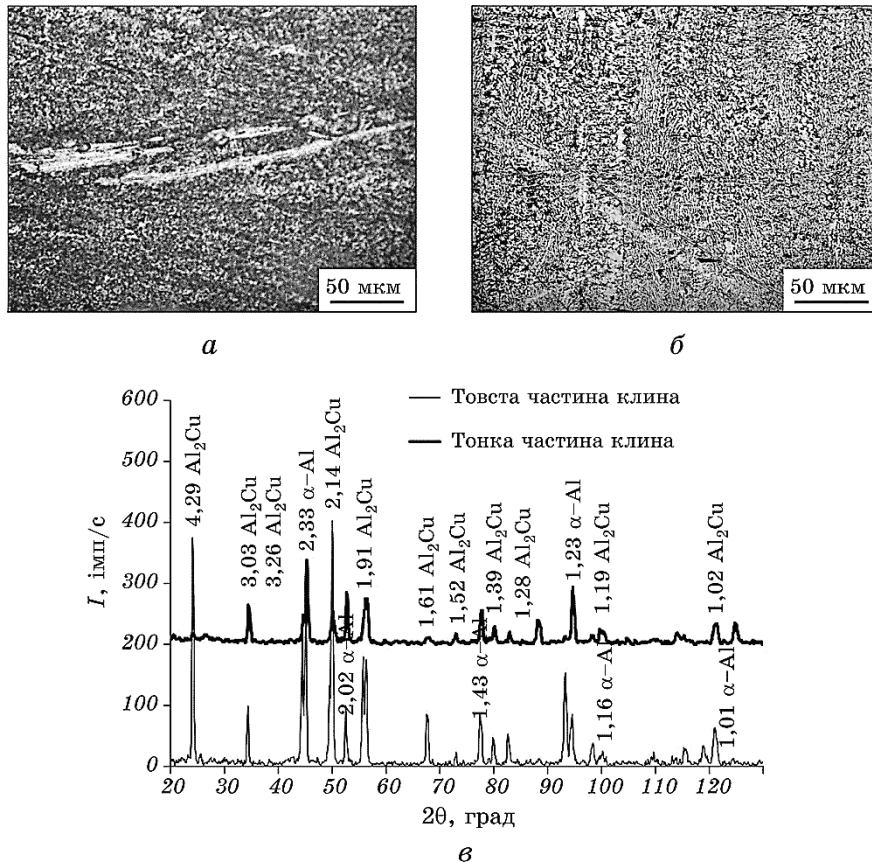 50 мкм
50 мкм
а
б
600
500
400
300
200
100
0
I, імп/с
Товста частина клина
Тонка частина клина
4,29 Al₂Cu
3,03 Al₂Cu
3,26 Al₂Cu
2,33 α–Al
2,14 Al₂Cu
2,02 α–Al
1,91 Al₂Cu
1,61 Al₂Cu
1,52 Al₂Cu
1,43 α–Al
1,39 Al₂Cu
1,28 Al₂Cu
1,23 α–Al
1,19 Al₂Cu
1,16 α–Al
1,02 Al₂Cu
1,01 α–Al
20 30 40 50 60 70 80 90 100 110 120
2θ, град
в